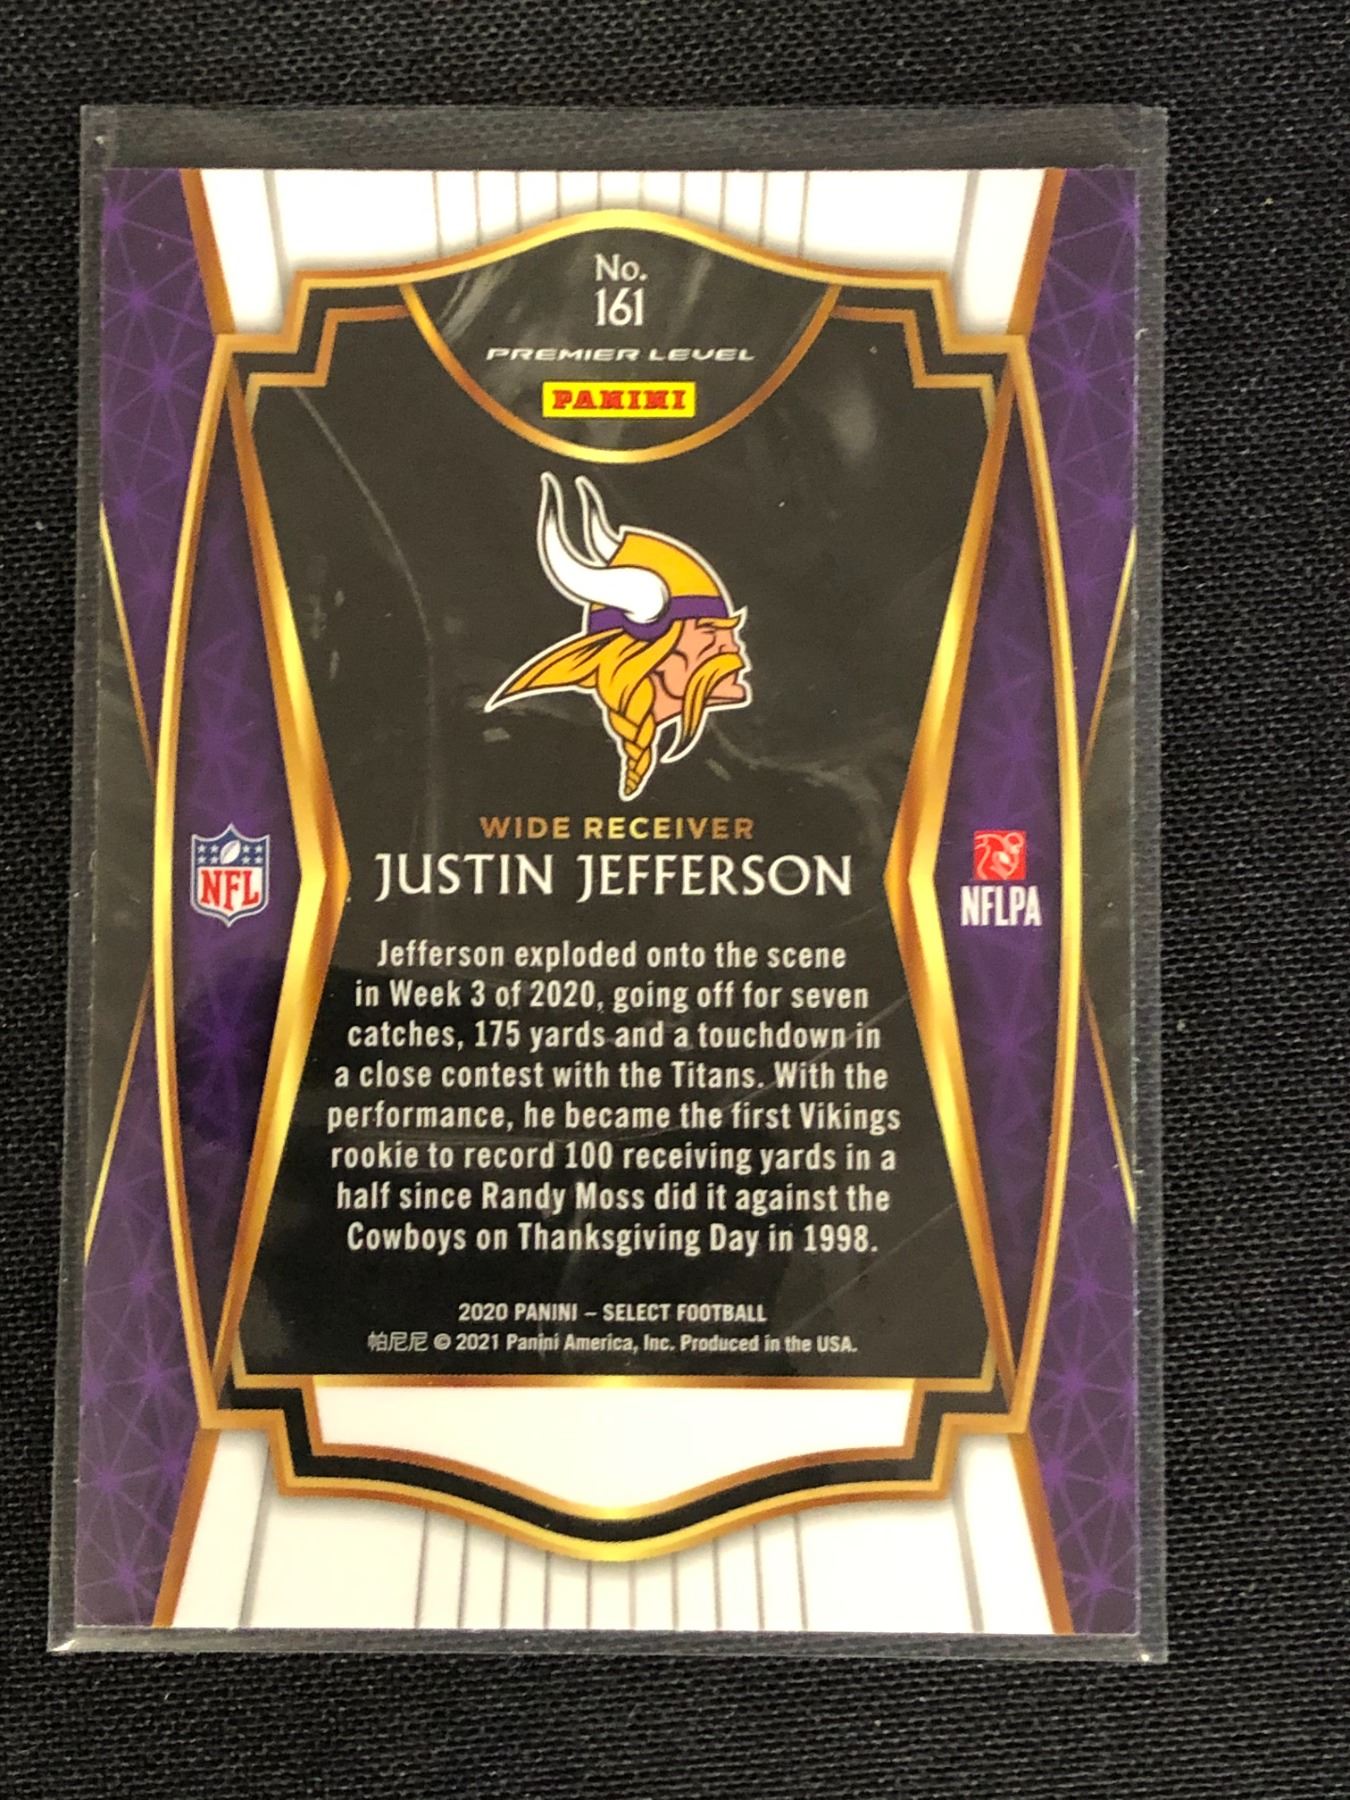 No.
161
PREMIER LEVEL
PANINI
WIDE RECEIVER
JUSTIN JEFFERSON
NFL
NFLPA
Jefferson exploded onto the scene
in Week 3 of 2020, going off for seven
catches, 175 yards and a touchdown in
a close contest with the Titans. With the
performance, he became the first Vikings
rookie to record 100 receiving yards in a
half since Randy Moss did it against the
Cowboys on Thanksgiving Day in 1998.
2020 PANINI – SELECT FOOTBALL
帕尼尼 © 2021 Panini America, Inc. Produced in the USA.